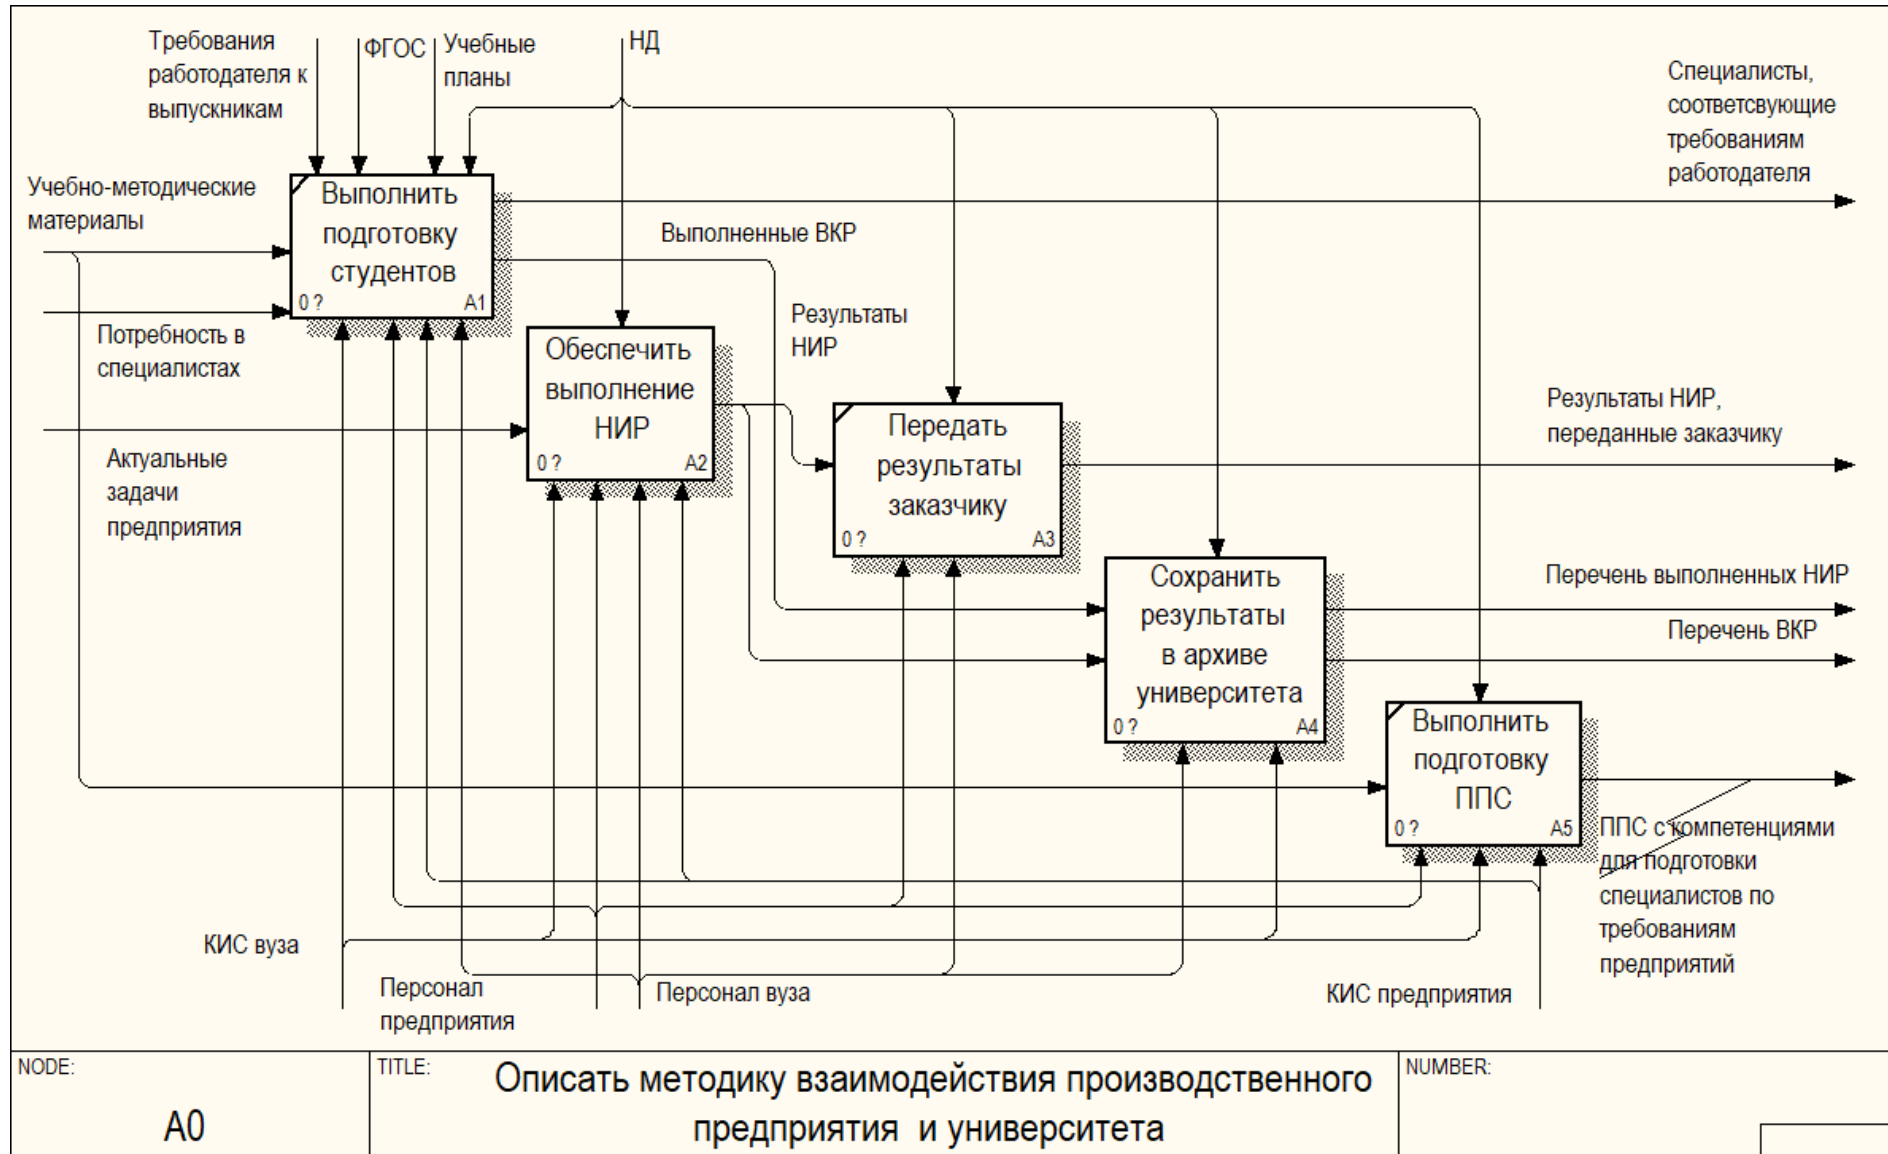 Требования
работодателя к
выпускникам
ФГОС
Учебные
планы
НД
Специалисты,
соответсвующие
требованиям
работодателя
Учебно-методические
материалы
Выполнить
подготовку
студентов
0 ?
A1
Выполненные ВКР
Потребность в
специалистах
Результаты
НИР
Обеспечить
выполнение
НИР
0 ?
A2
Актуальные
задачи
предприятия
Передать
результаты
заказчику
0 ?
A3
Результаты НИР,
переданные заказчику
Сохранить
результаты
в архиве
университета
0 ?
A4
Перечень выполненных НИР
Перечень ВКР
Выполнить
подготовку
ППС
0 ?
A5
ППС с компетенциями
для подготовки
специалистов по
требованиям
предприятий
КИС вуза
Персонал
предприятия
Персонал вуза
КИС предприятия
NODE:
A0
TITLE:
Описать методику взаимодействия производственного
предприятия и университета
NUMBER: